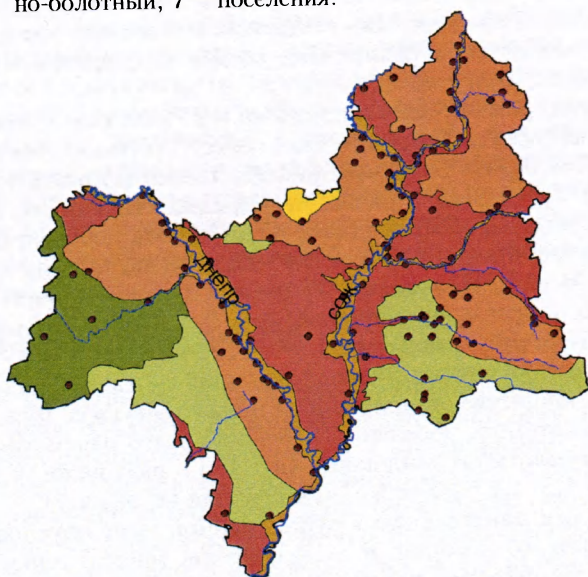 но-болотный, 7 — поселения.
ДНЕПР
СОЖ